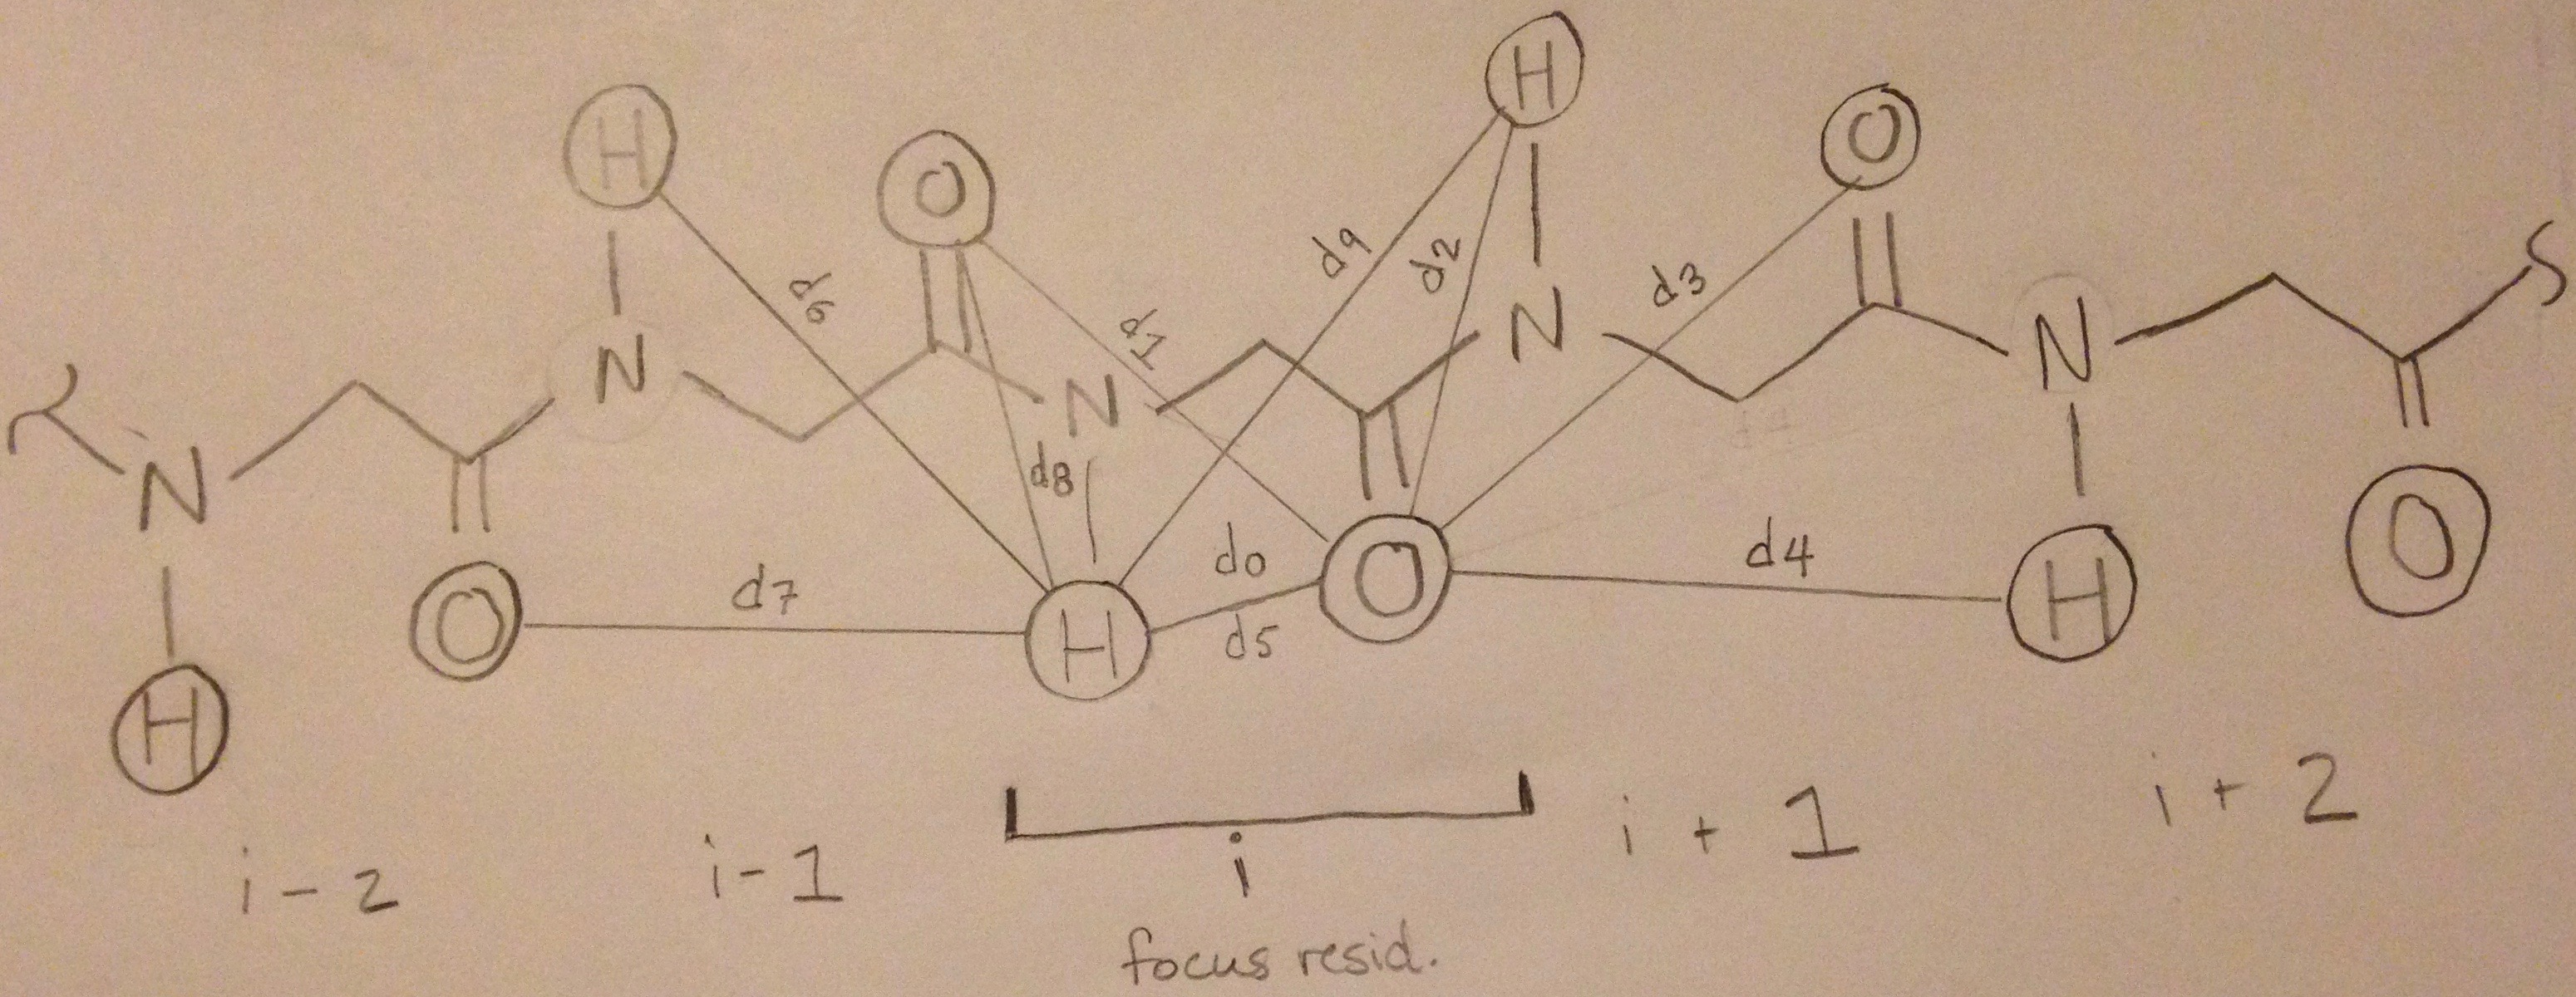 H
H O O
d9 d2 d3
d6
d1
N N N N N
d8
d0 d4
d7 d5
O H O H O
H
i - 2 i - 1 i i + 1 i + 2
focus resid.